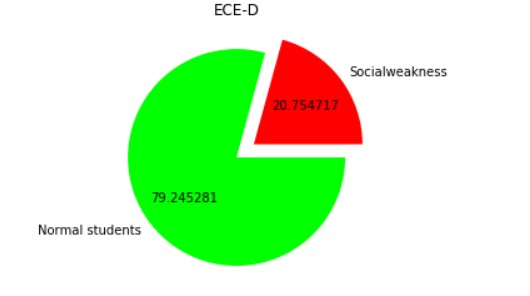 ECE-D
Socialweakness
20.754717
79.245281
Normal students